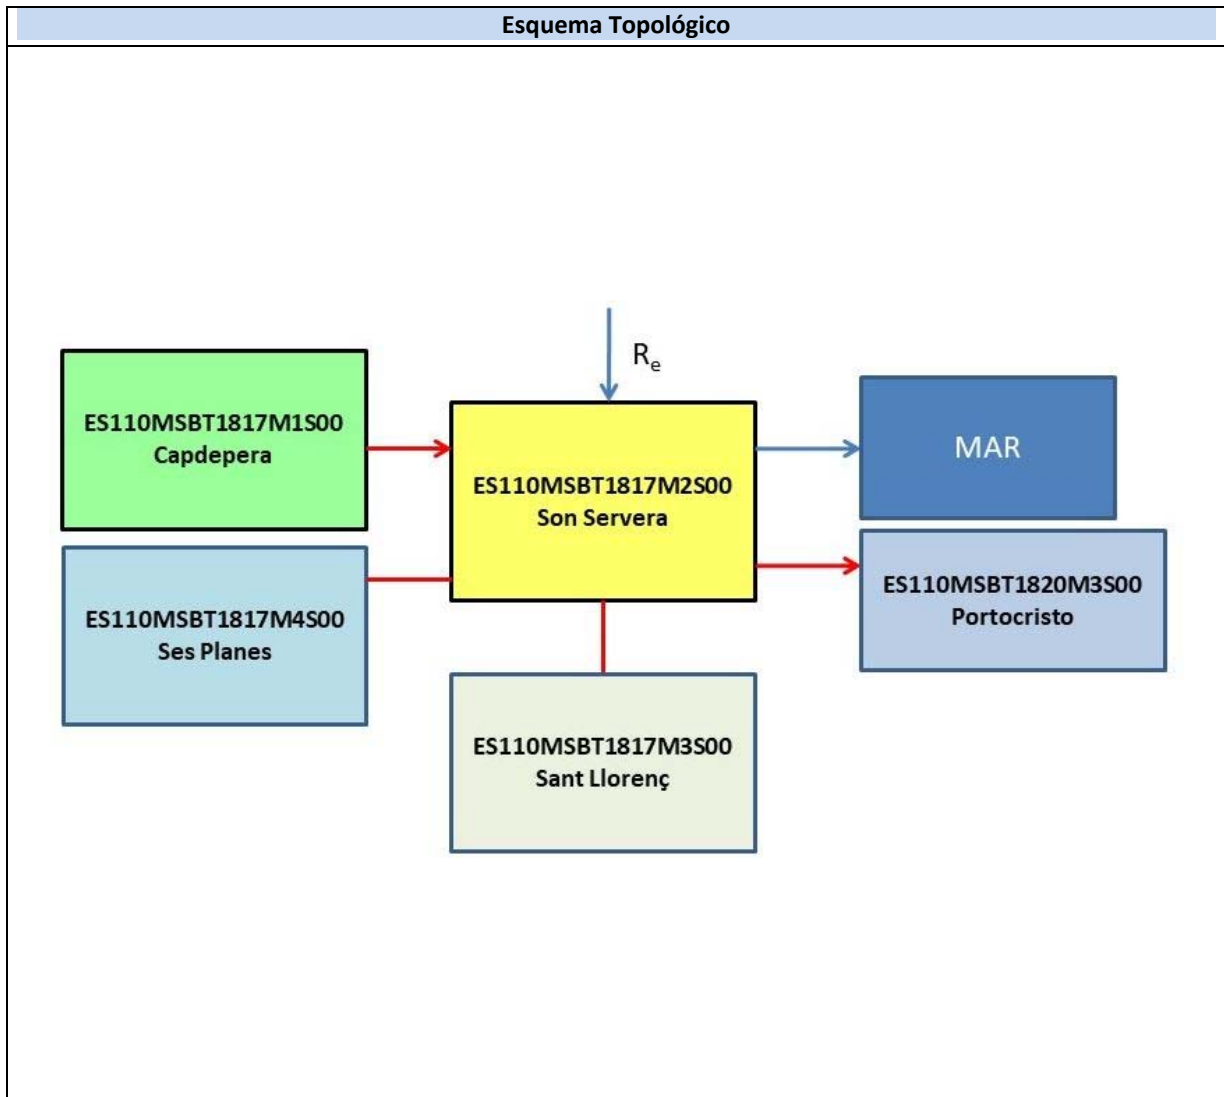 Esquema Topológico
Rₑ
ES110MSBT1817M1S00
Capdepera
MAR
ES110MSBT1817M2S00
Son Servera
ES110MSBT1817M4S00
Ses Planes
ES110MSBT1820M3S00
Portocristo
ES110MSBT1817M3S00
Sant Llorenç